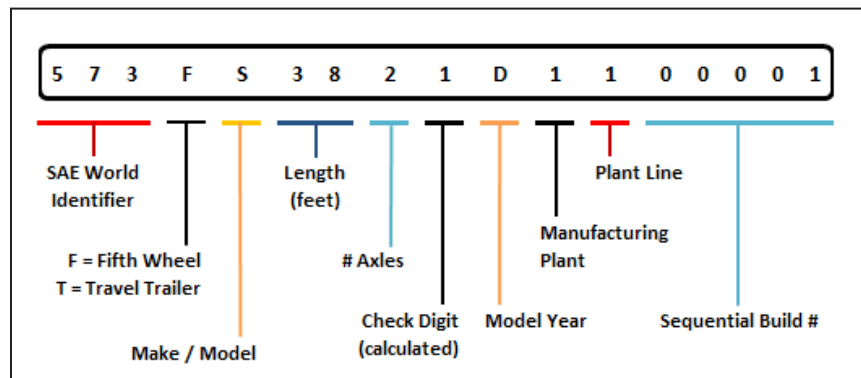 5 7 3 F S 3 8 2 1 D 1 1 0 0 0 0 1
SAE World
Identifier
Length
(feet)
Plant Line
F = Fifth Wheel
T = Travel Trailer
# Axles
Manufacturing
Plant
Make / Model
Check Digit
(calculated)
Model Year
Sequential Build #